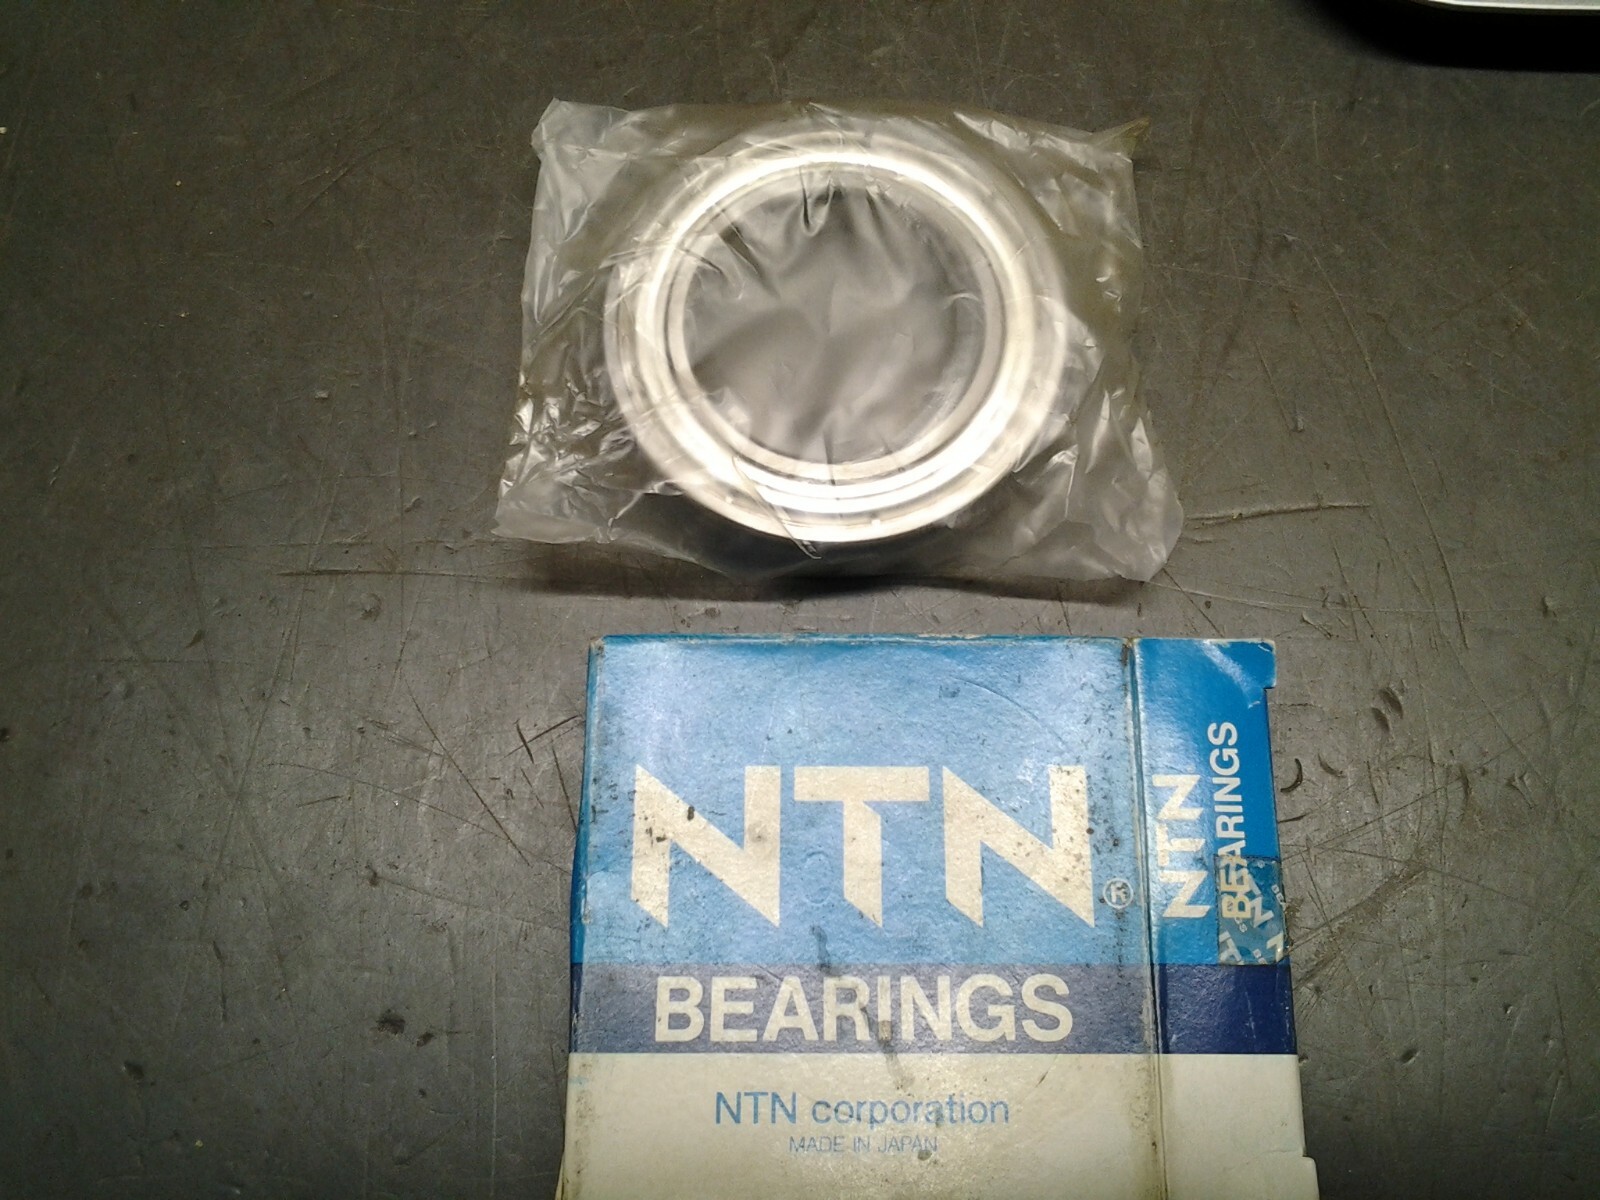 NTN®
BEARINGS
NTN corporation
MADE IN JAPAN
NTN
BEARINGS